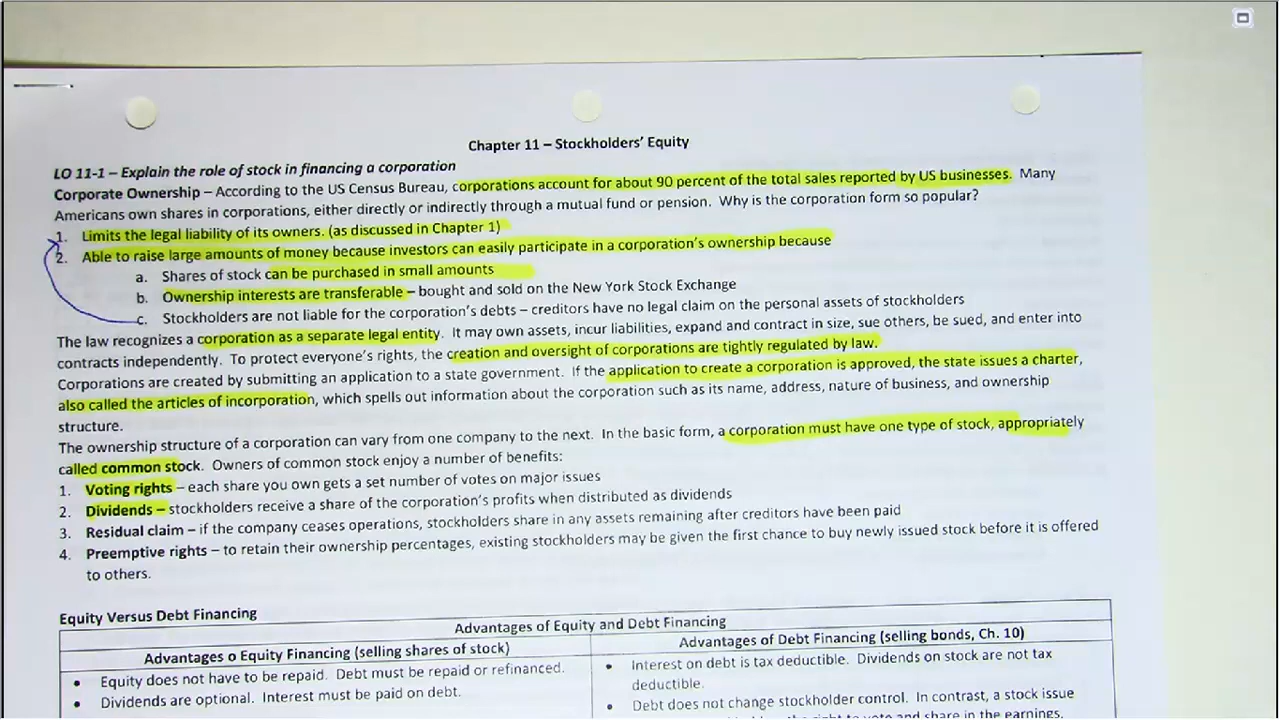 Chapter 11 – Stockholders' Equity
LO 11-1 – Explain the role of stock in financing a corporation
Corporate Ownership – According to the US Census Bureau, corporations account for about 90 percent of the total sales reported by US businesses. Many
Americans own shares in corporations, either directly or indirectly through a mutual fund or pension. Why is the corporation form so popular?
1. Limits the legal liability of its owners. (as discussed in Chapter 1)
2. Able to raise large amounts of money because investors can easily participate in a corporation's ownership because
a. Shares of stock can be purchased in small amounts
b. Ownership interests are transferable – bought and sold on the New York Stock Exchange
c. Stockholders are not liable for the corporation's debts – creditors have no legal claim on the personal assets of stockholders
The law recognizes a corporation as a separate legal entity. It may own assets, incur liabilities, expand and contract in size, sue others, be sued, and enter into
contracts independently. To protect everyone's rights, the creation and oversight of corporations are tightly regulated by law.
Corporations are created by submitting an application to a state government. If the application to create a corporation is approved, the state issues a charter,
also called the articles of incorporation, which spells out information about the corporation such as its name, address, nature of business, and ownership
structure.
The ownership structure of a corporation can vary from one company to the next. In the basic form, a corporation must have one type of stock, appropriately
called common stock. Owners of common stock enjoy a number of benefits:
1. Voting rights – each share you own gets a set number of votes on major issues
2. Dividends – stockholders receive a share of the corporation's profits when distributed as dividends
3. Residual claim – if the company ceases operations, stockholders share in any assets remaining after creditors have been paid
4. Preemptive rights – to retain their ownership percentages, existing stockholders may be given the first chance to buy newly issued stock before it is offered
to others.
Equity Versus Debt Financing
Advantages of Equity and Debt Financing
Advantages o Equity Financing (selling shares of stock)
• Equity does not have to be repaid. Debt must be repaid or refinanced.
• Dividends are optional. Interest must be paid on debt.
Advantages of Debt Financing (selling bonds, Ch. 10)
• Interest on debt is tax deductible. Dividends on stock are not tax
deductible.
• Debt does not change stockholder control. In contrast, a stock issue
right to vote and share in the earnings.